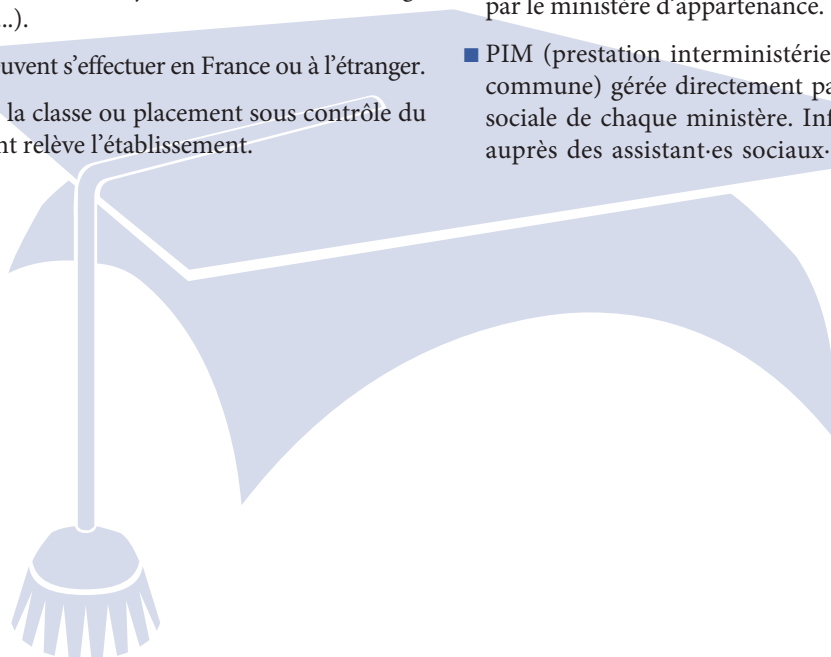 ...).
uvent s'effectuer en France ou à l'étranger.
la classe ou placement sous contrôle du
nt relève l'établissement.
par le ministère d'appartenance.
■ PIM (prestation interministérie
commune) gérée directement pa
sociale de chaque ministère. Inf
auprès des assistant·es sociaux·